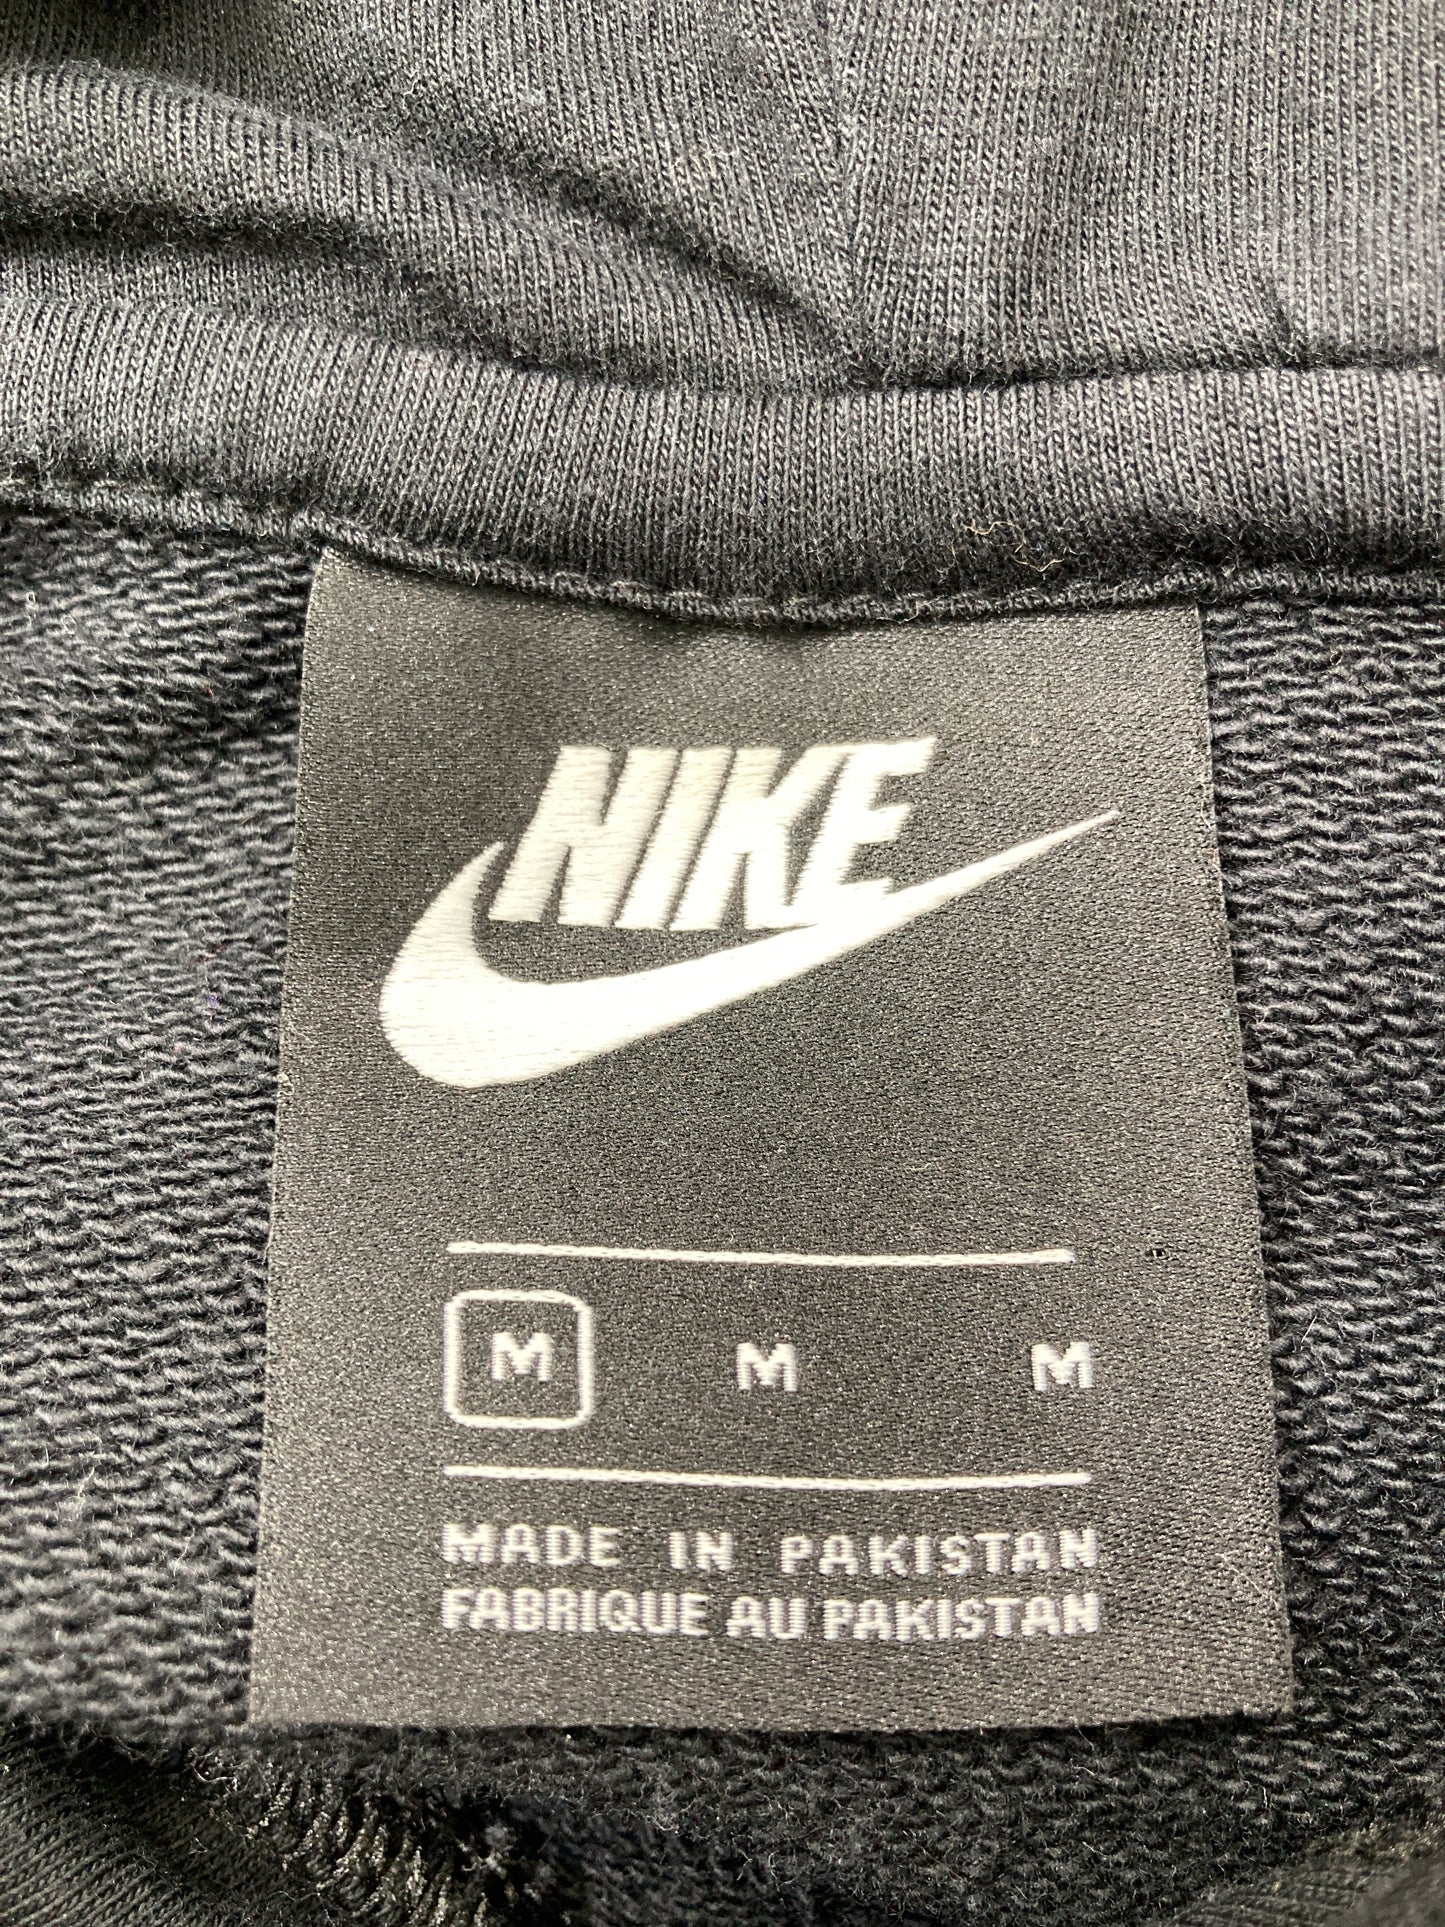 NIKE
M M M
MADE IN PAKISTAN
FABRIQUE AU PAKISTAN